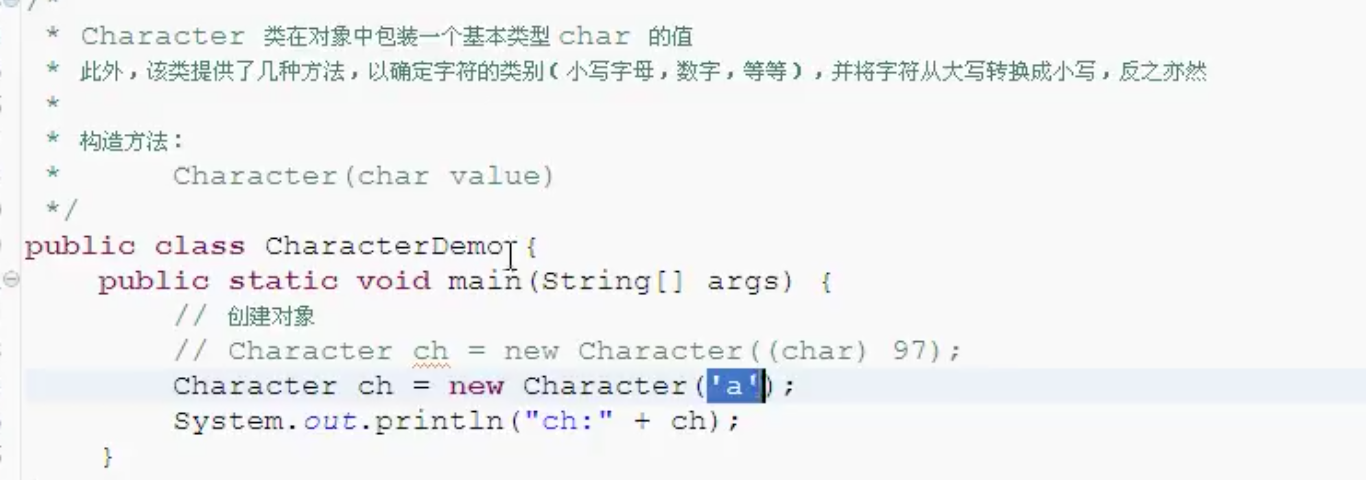 /*
* Character 类在对象中包装一个基本类型 char 的值
* 此外，该类提供了几种方法，以确定字符的类别（小写字母，数字，等等），并将字符从大写转换成小写，反之亦然
*
* 构造方法：
* Character(char value)
*/
public class CharacterDemo {
public static void main(String[] args) {
// 创建对象
// Character ch = new Character((char) 97);
Character ch = new Character('a');
System.out.println("ch:" + ch);
}